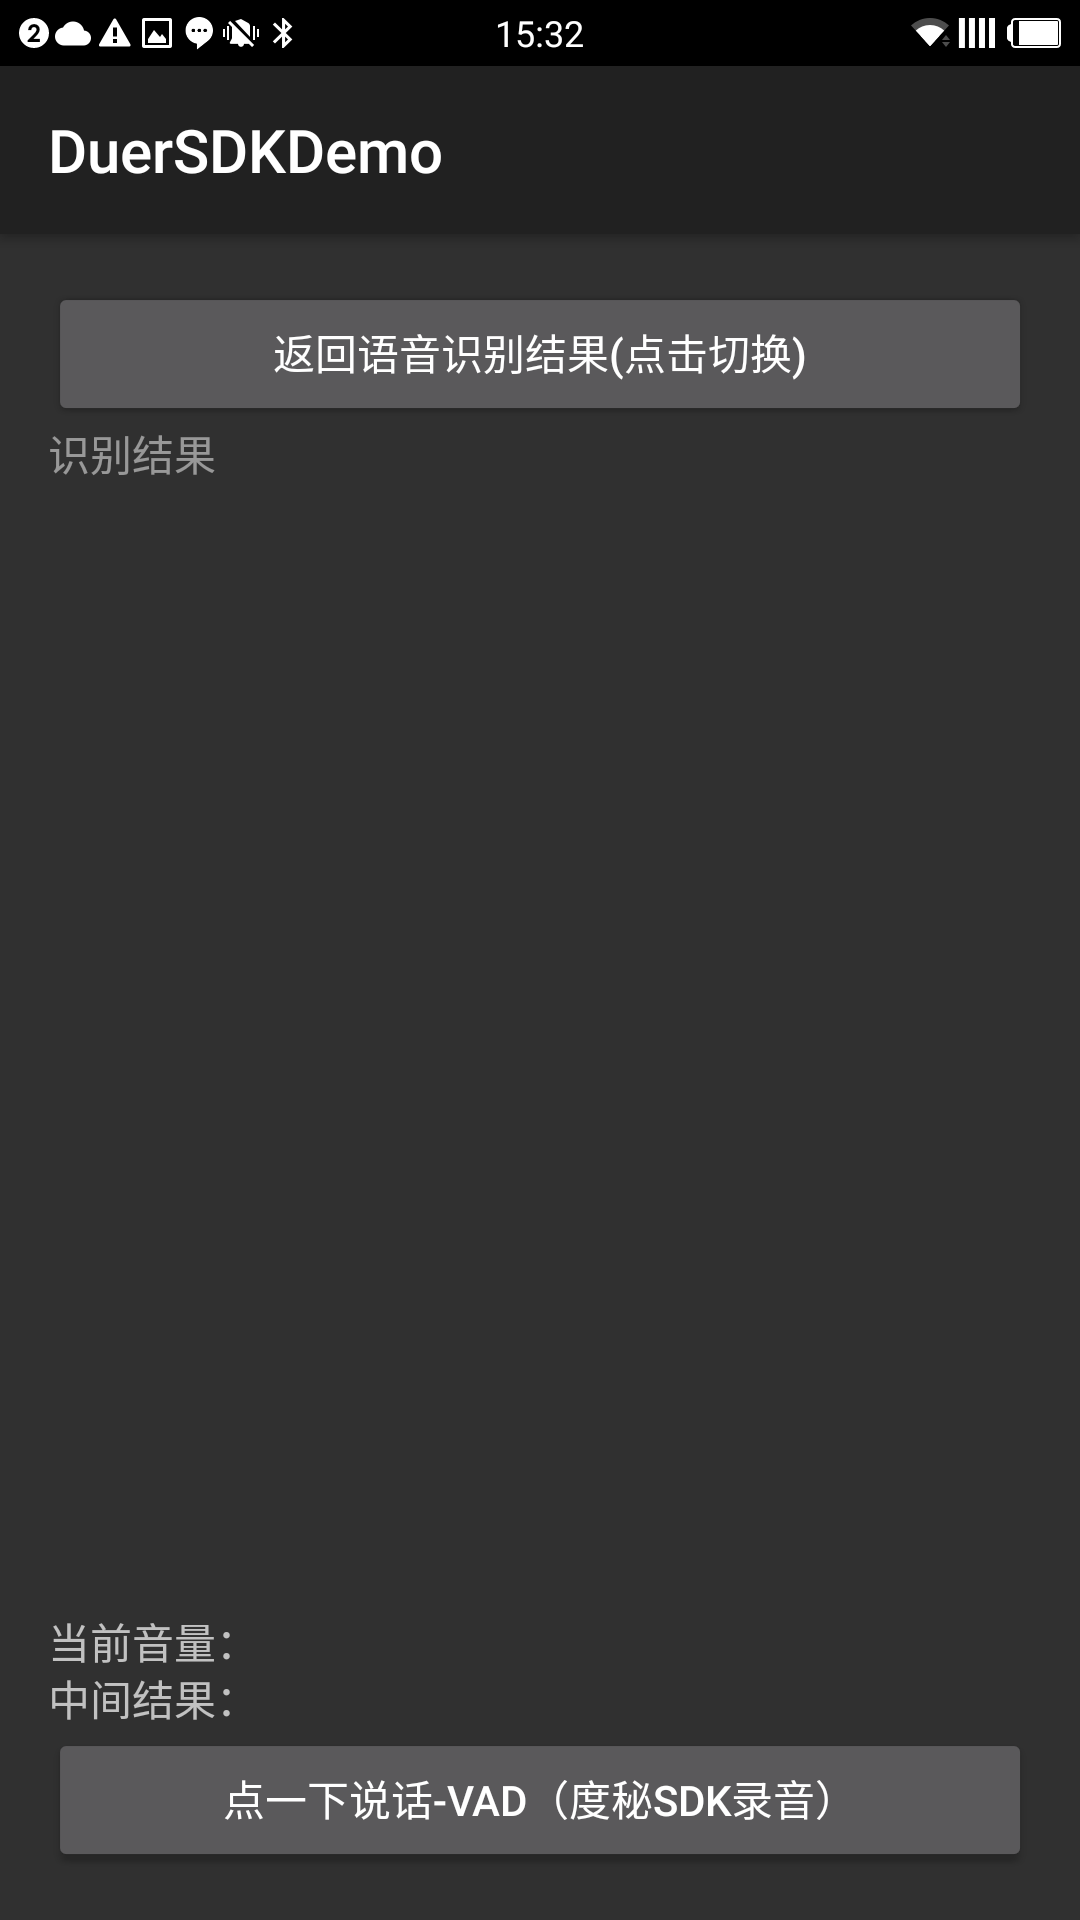 2
15:32
DuerSDKDemo
返回语音识别结果(点击切换)
识别结果
当前音量：
中间结果：
点一下说话-VAD（度秘SDK录音）